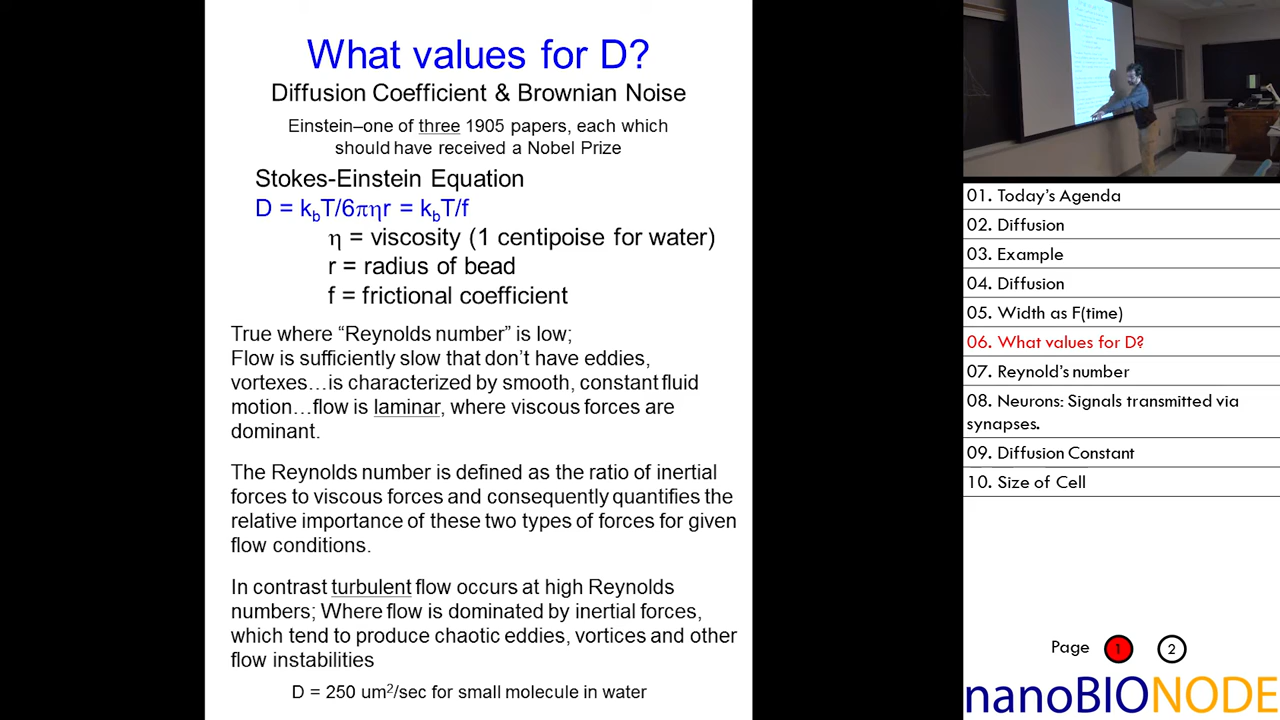 What values for D?
Diffusion Coefficient & Brownian Noise
Einstein–one of three 1905 papers, each which
should have received a Nobel Prize
Stokes-Einstein Equation
D = kbT/6πηr = kbT/f
η = viscosity (1 centipoise for water)
r = radius of bead
f = frictional coefficient
True where “Reynolds number” is low;
Flow is sufficiently slow that don’t have eddies,
vortexes…is characterized by smooth, constant fluid
motion…flow is laminar, where viscous forces are
dominant.
The Reynolds number is defined as the ratio of inertial
forces to viscous forces and consequently quantifies the
relative importance of these two types of forces for given
flow conditions.
In contrast turbulent flow occurs at high Reynolds
numbers; Where flow is dominated by inertial forces,
which tend to produce chaotic eddies, vortices and other
flow instabilities
D = 250 um²/sec for small molecule in water
01. Today’s Agenda
02. Diffusion
03. Example
04. Diffusion
05. Width as F(time)
06. What values for D?
07. Reynold’s number
08. Neurons: Signals transmitted via
synapses.
09. Diffusion Constant
10. Size of Cell
Page 1 2
nanoBIONODE